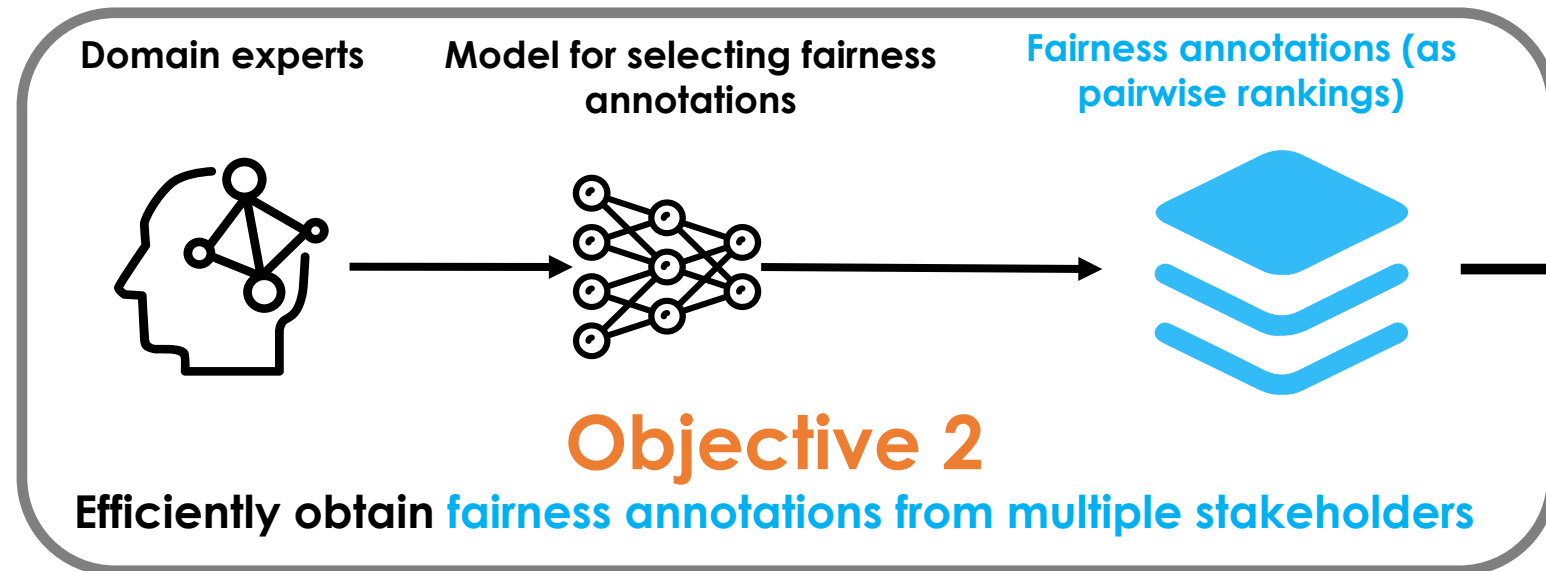 Domain experts
Model for selecting fairness
annotations
Fairness annotations (as
pairwise rankings)
Objective 2
Efficiently obtain fairness annotations from multiple stakeholders